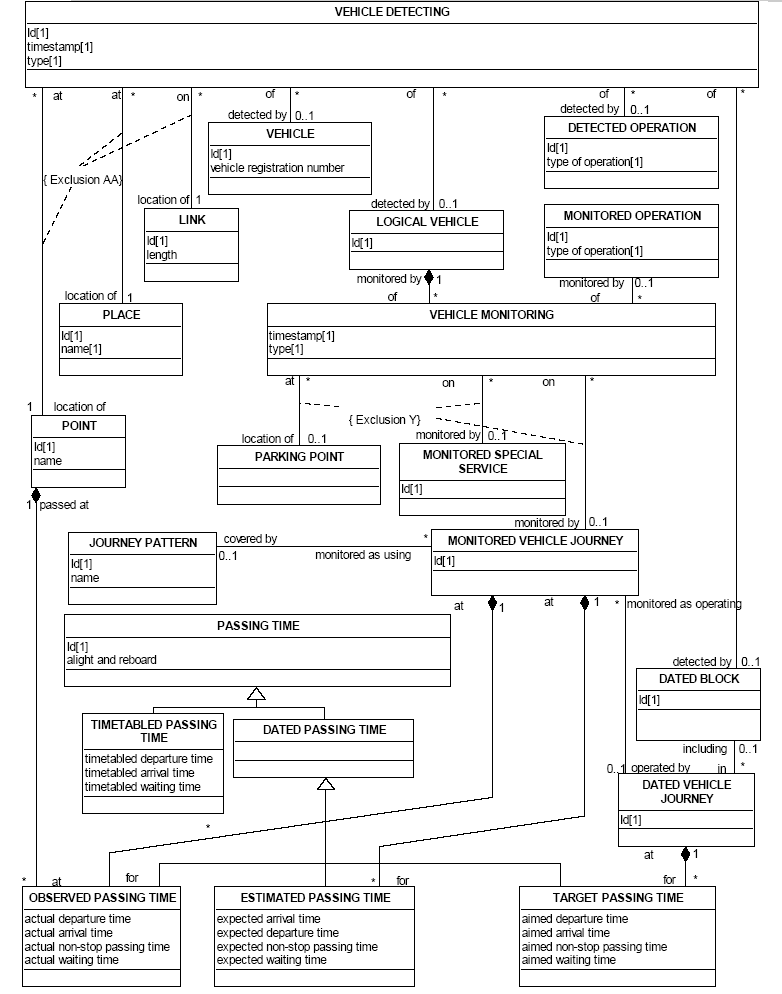 VEHICLE DETECTING
Id[1]
timestamp[1]
type[1]
* at
at *
on *
of *
of *
of *
of *
detected by 0..1
VEHICLE
Id[1]
vehicle registration number
detected by 0..1
DETECTED OPERATION
Id[1]
type of operation[1]
{ Exclusion AA}
location of 1
LINK
Id[1]
length
detected by 0..1
LOGICAL VEHICLE
Id[1]
MONITORED OPERATION
Id[1]
type of operation[1]
monitored by 1
monitored by 0..1
of *
of *
location of 1
PLACE
Id[1]
name[1]
VEHICLE MONITORING
timestamp[1]
type[1]
at *
on *
on *
{ Exclusion Y}
1 location of
POINT
Id[1]
name
location of 0..1
PARKING POINT
monitored by 0..1
MONITORED SPECIAL
SERVICE
Id[1]
1 passed at
monitored by 0..1
JOURNEY PATTERN
Id[1]
name
covered by
0..1
*
monitored as using
MONITORED VEHICLE JOURNEY
Id[1]
at 1
at 1
* monitored as operating
PASSING TIME
Id[1]
alight and reboard
detected by 0..1
DATED BLOCK
Id[1]
TIMETABLED PASSING
TIME
timetabled departure time
timetabled arrival time
timetabled waiting time
DATED PASSING TIME
including 0..1
0..1 operated by
in *
DATED VEHICLE
JOURNEY
Id[1]
*
at 1
* at
for
* for
for *
OBSERVED PASSING TIME
actual departure time
actual arrival time
actual non-stop passing time
actual waiting time
ESTIMATED PASSING TIME
expected arrival time
expected departure time
expected non-stop passing time
expected waiting time
TARGET PASSING TIME
aimed departure time
aimed arrival time
aimed non-stop passing time
aimed waiting time